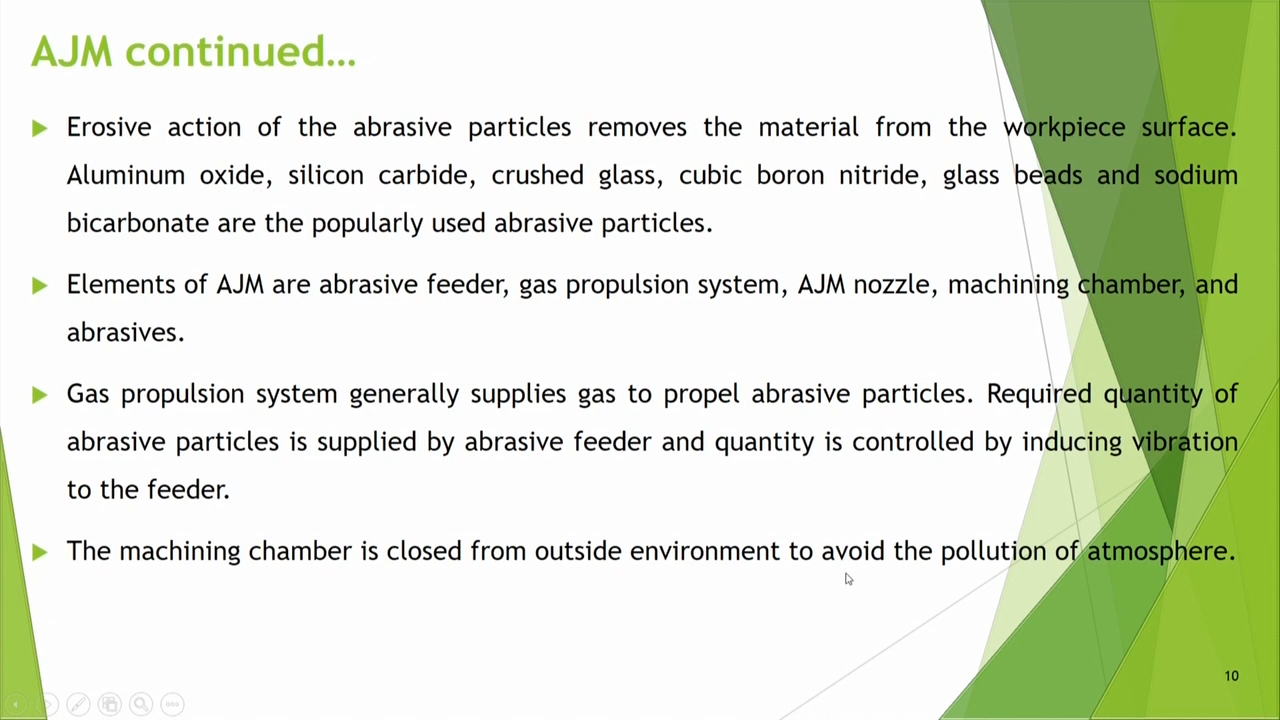 AJM continued...
Erosive action of the abrasive particles removes the material from the workpiece surface.
Aluminum oxide, silicon carbide, crushed glass, cubic boron nitride, glass beads and sodium
bicarbonate are the popularly used abrasive particles.
Elements of AJM are abrasive feeder, gas propulsion system, AJM nozzle, machining chamber, and
abrasives.
Gas propulsion system generally supplies gas to propel abrasive particles. Required quantity of
abrasive particles is supplied by abrasive feeder and quantity is controlled by inducing vibration
to the feeder.
The machining chamber is closed from outside environment to avoid the pollution of atmosphere.
10